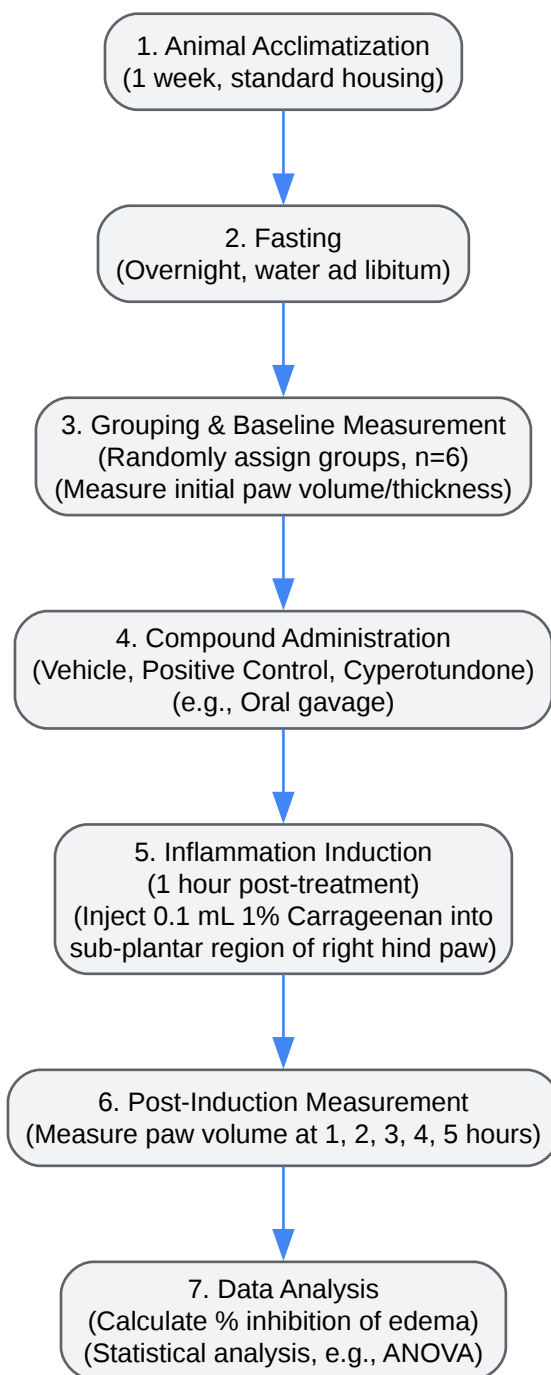 1. Animal Acclimatization
(1 week, standard housing)
2. Fasting
(Overnight, water ad libitum)
3. Grouping & Baseline Measurement
(Randomly assign groups, n=6)
(Measure initial paw volume/thickness)
4. Compound Administration
(Vehicle, Positive Control, Cyperotundone)
(e.g., Oral gavage)
5. Inflammation Induction
(1 hour post-treatment)
(Inject 0.1 mL 1% Carrageenan into
sub-plantar region of right hind paw)
6. Post-Induction Measurement
(Measure paw volume at 1, 2, 3, 4, 5 hours)
7. Data Analysis
(Calculate % inhibition of edema)
(Statistical analysis, e.g., ANOVA)